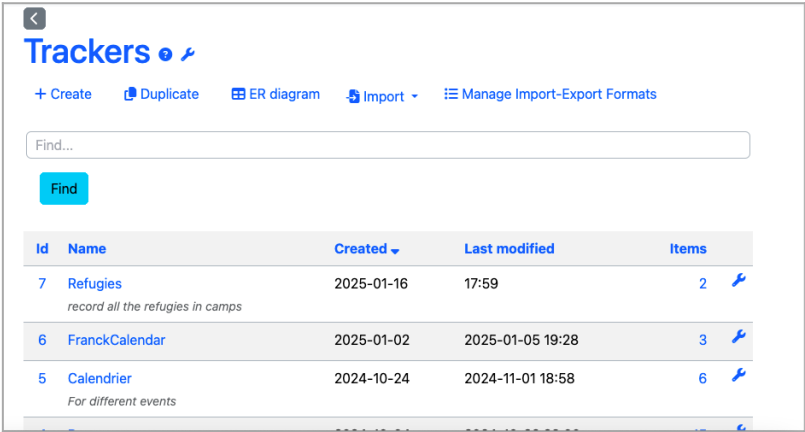 Trackers
+ Create Duplicate ER diagram Import Manage Import-Export Formats
Find...
Find
Id Name Created Last modified Items
7 Refugies 2025-01-16 17:59 2
record all the refugies in camps
6 FranckCalendar 2025-01-02 2025-01-05 19:28 3
5 Calendrier 2024-10-24 2024-11-01 18:58 6
For different events